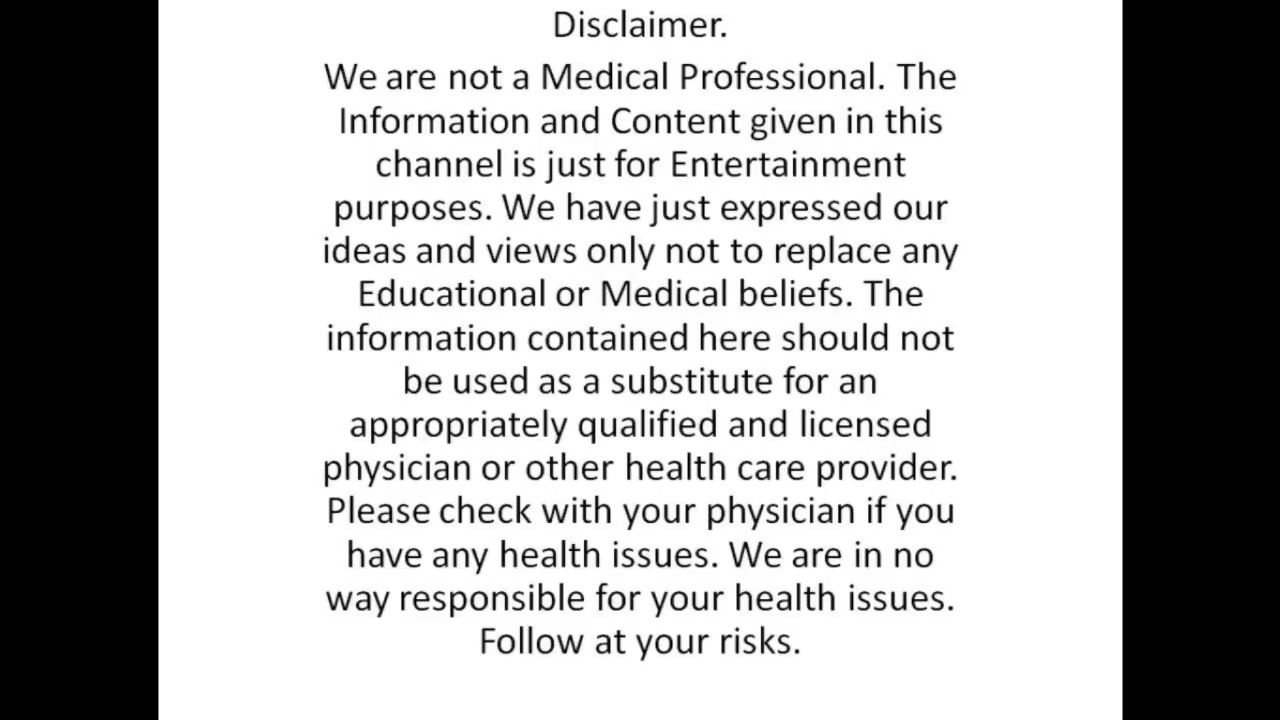 Disclaimer.
We are not a Medical Professional. The
Information and Content given in this
channel is just for Entertainment
purposes. We have just expressed our
ideas and views only not to replace any
Educational or Medical beliefs. The
information contained here should not
be used as a substitute for an
appropriately qualified and licensed
physician or other health care provider.
Please check with your physician if you
have any health issues. We are in no
way responsible for your health issues.
Follow at your risks.